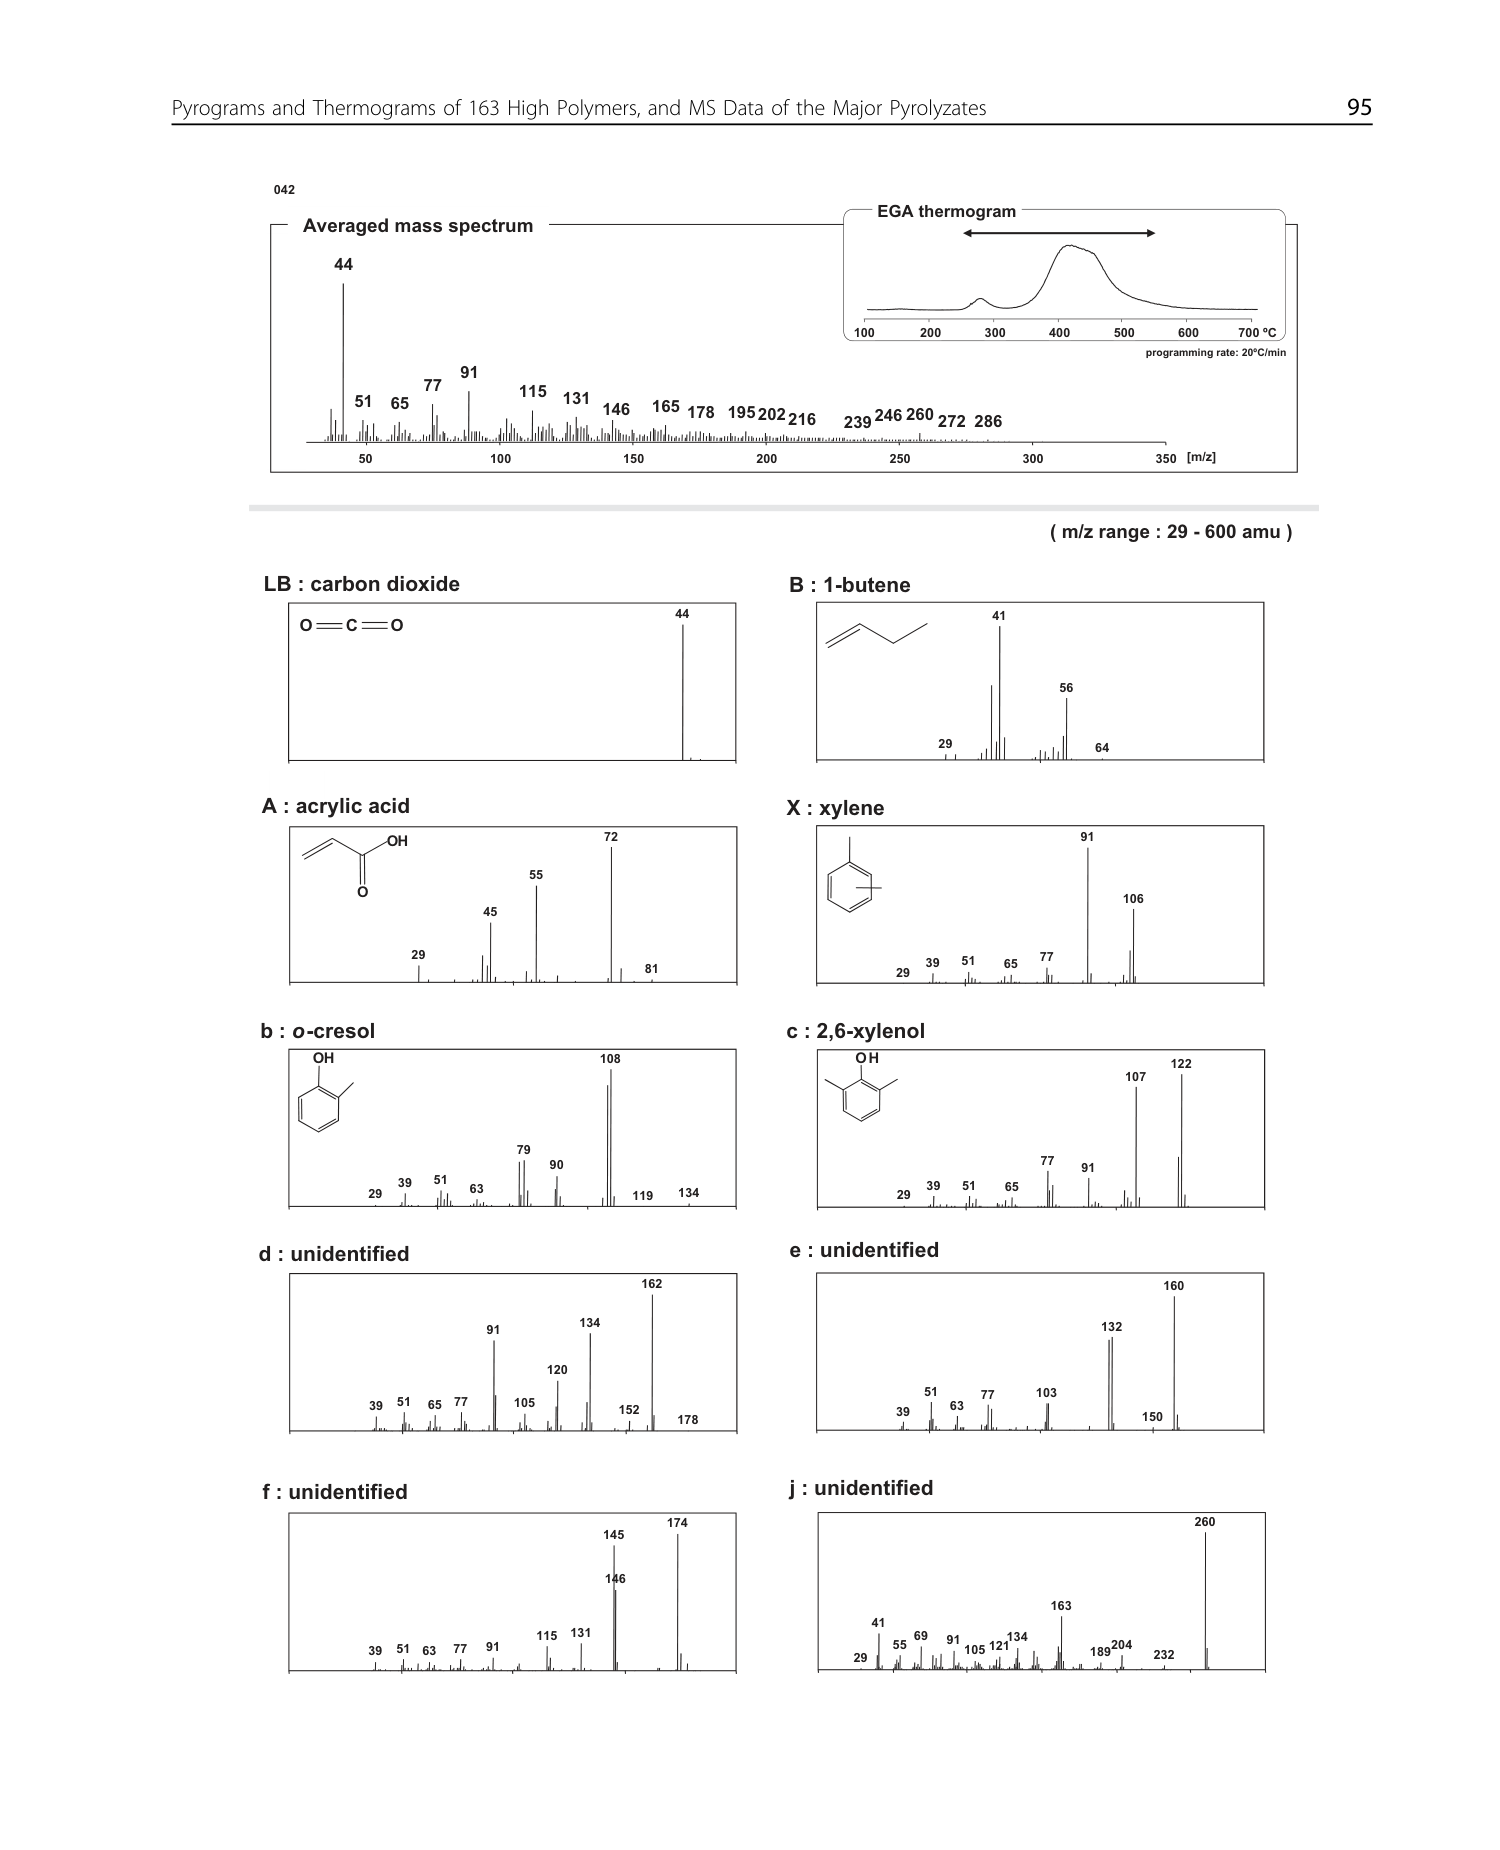 Pyrograms and Thermograms of 163 High Polymers, and MS Data of the Major Pyrolyzates 95
042
Averaged mass spectrum
EGA thermogram
100 200 300 400 500 600 700 ºC
programming rate: 20ºC/min
44
51 65 77 91 115 131 146 165 178 195 202 216 239 246 260 272 286
50 100 150 200 250 300 350 [m/z]
( m/z range : 29 - 600 amu )
LB : carbon dioxide
O C O
44
B : 1-butene
29 41 56 64
A : acrylic acid
OH
O
29 45 55 72 81
X : xylene
29 39 51 65 77 91 106
b : o-cresol
OH
29 39 51 63 79 90 108 119 134
c : 2,6-xylenol
OH
29 39 51 65 77 91 107 122
d : unidentified
39 51 65 77 91 105 120 134 152 162 178
e : unidentified
39 51 63 77 103 132 150 160
f : unidentified
39 51 63 77 91 115 131 145 146 174
j : unidentified
29 41 55 69 91 105 121 134 163 189 204 232 260